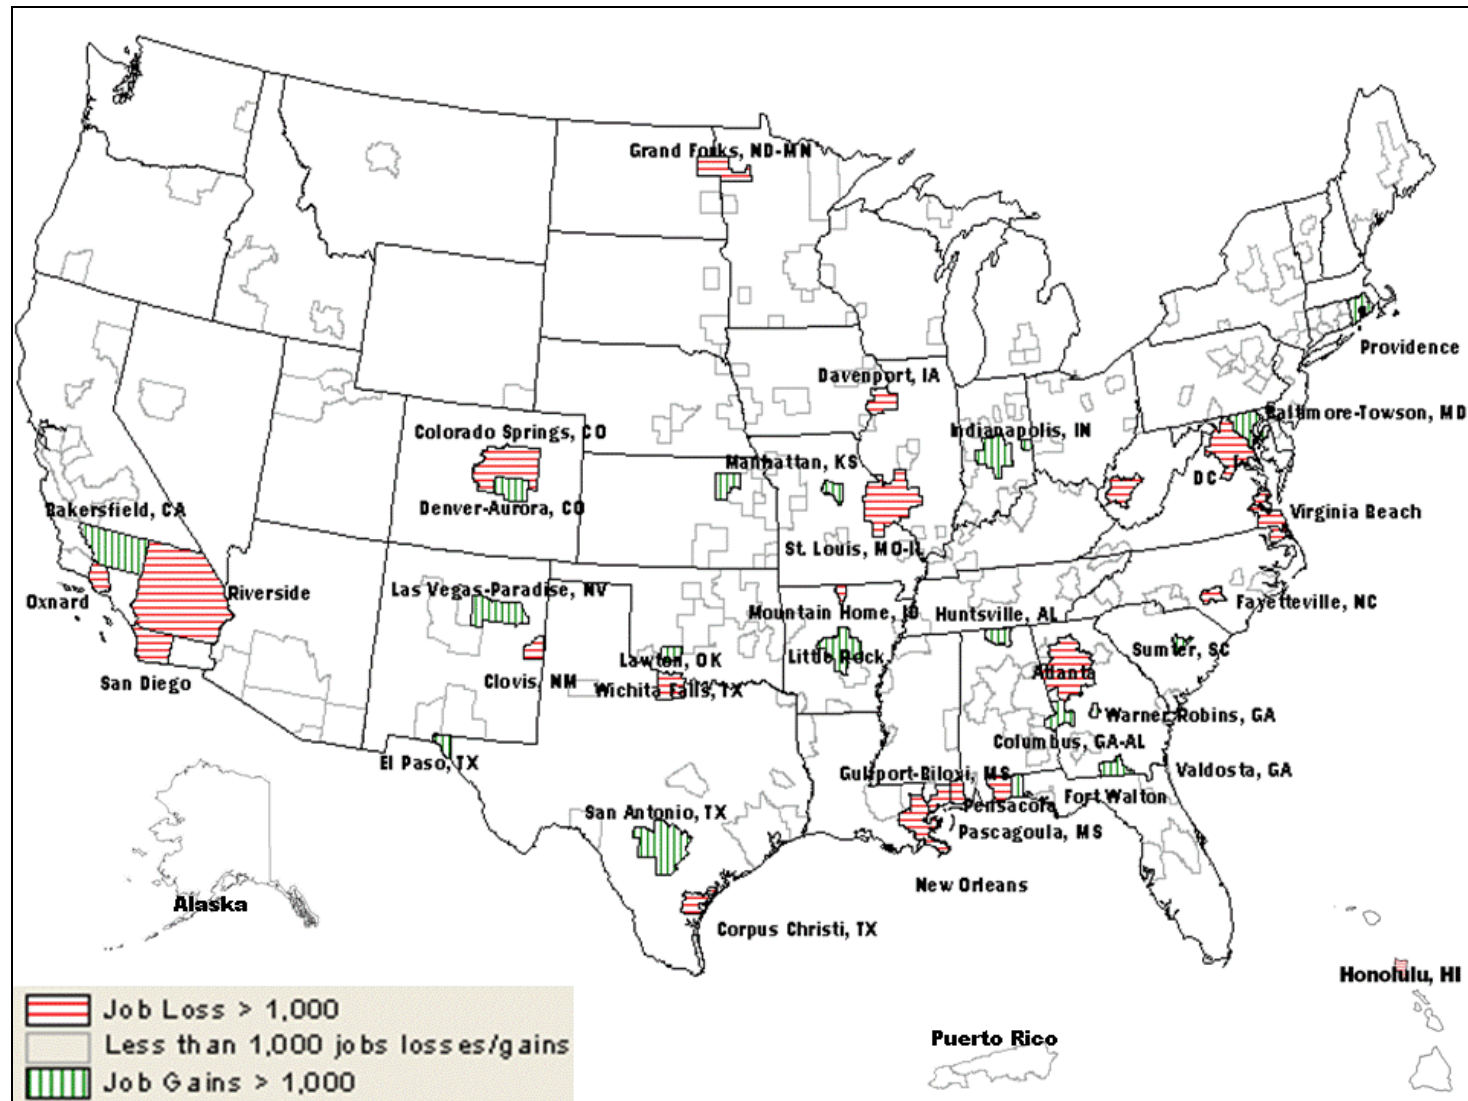 Grand Forks, ND-MN
Providence
Davenport, IA
Baltimore-Towson, MD
Indianapolis, IN
Colorado Springs, CO
Manhattan, KS
DC
Denver-Aurora, CO
Bakersfield, CA
Virginia Beach
St. Louis, MO-IL
Riverside
Las Vegas-Paradise, NV
Oxnard
Fayetteville, NC
Mountain Home, ID
Huntsville, AL
Sumter, SC
Little Rock
Lawton, OK
Atlanta
San Diego
Clovis, NM
Wichita Falls, TX
Warner Robins, GA
Columbus, GA-AL
El Paso, TX
Gulfport-Biloxi, MS
Valdosta, GA
Fort Walton
Pensacola
San Antonio, TX
Pascagoula, MS
New Orleans
Alaska
Corpus Christi, TX
Honolulu, HI
Puerto Rico
Job Loss > 1,000
Less than 1,000 jobs losses/gains
Job Gains > 1,000